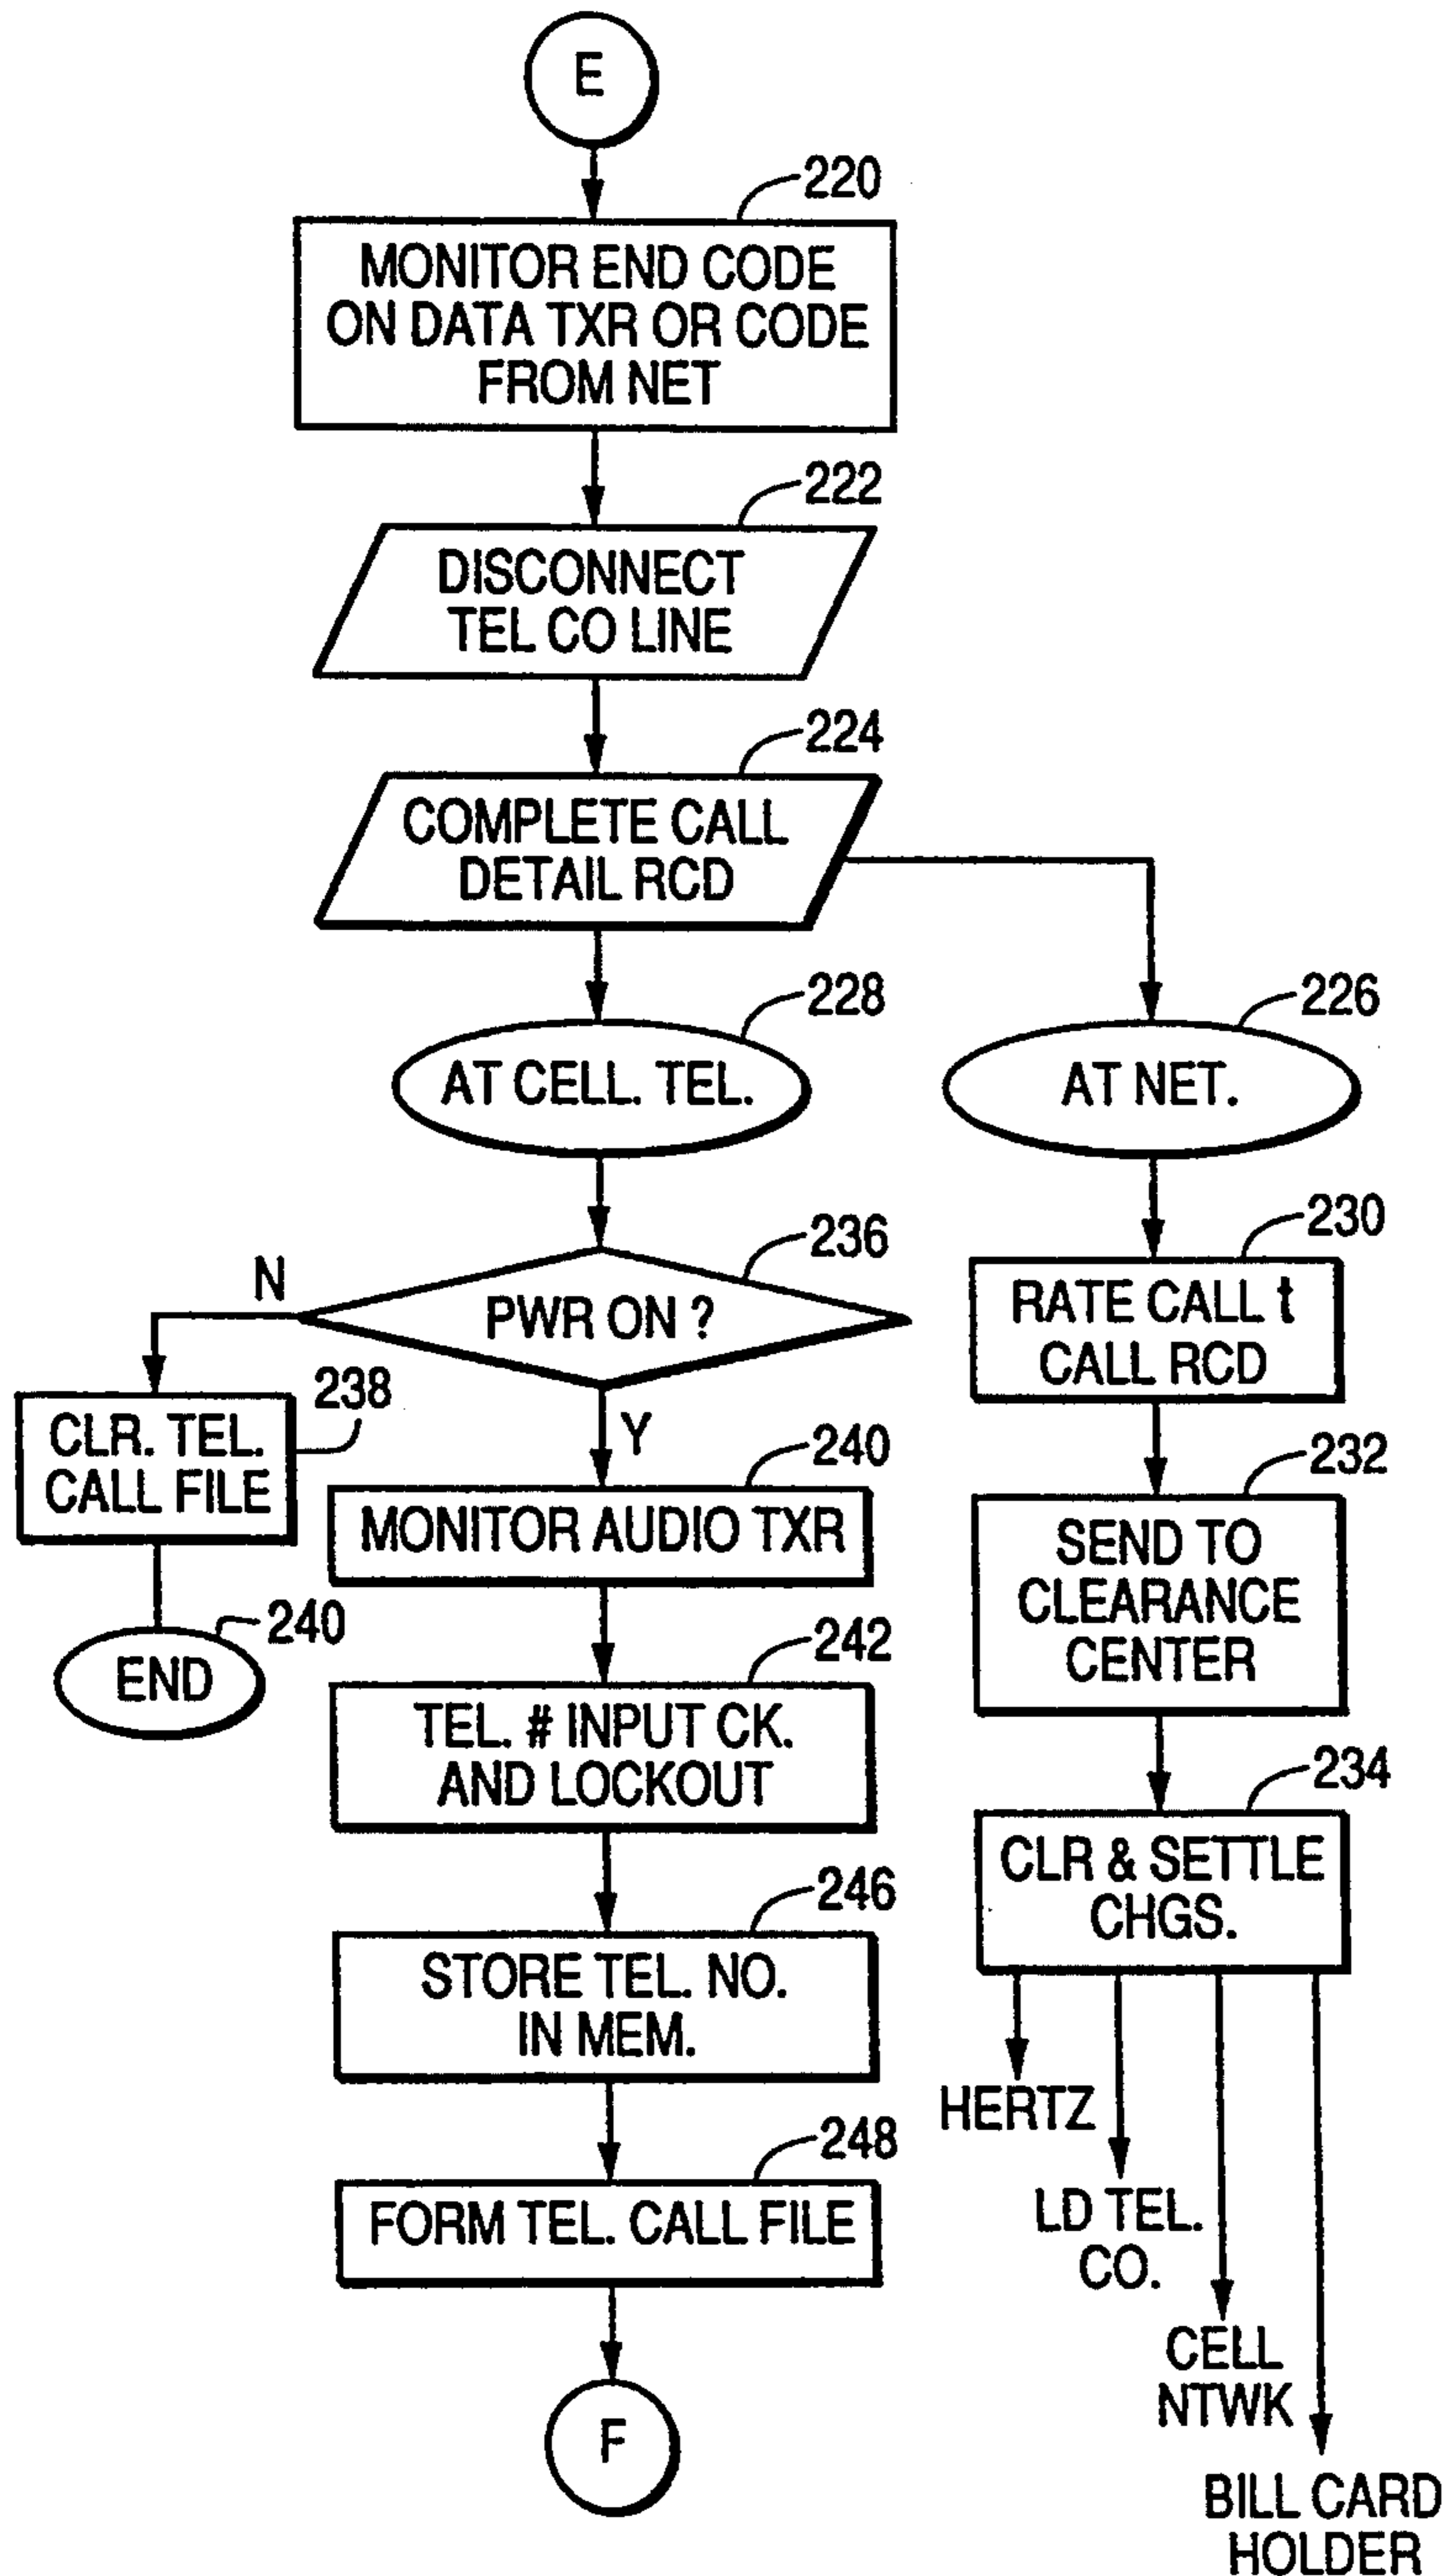 E
220
MONITOR END CODE
ON DATA TXR OR CODE
FROM NET
222
DISCONNECT
TEL CO LINE
224
COMPLETE CALL
DETAIL RCD
228
AT CELL. TEL.
226
AT NET.
236
PWR ON ?
N
Y
238
CLR. TEL.
CALL FILE
240
END
240
MONITOR AUDIO TXR
242
TEL. # INPUT CK.
AND LOCKOUT
246
STORE TEL. NO.
IN MEM.
248
FORM TEL. CALL FILE
F
230
RATE CALL t
CALL RCD
232
SEND TO
CLEARANCE
CENTER
234
CLR & SETTLE
CHGS.
HERTZ
LD TEL.
CO.
CELL
NTWK
BILL CARD
HOLDER